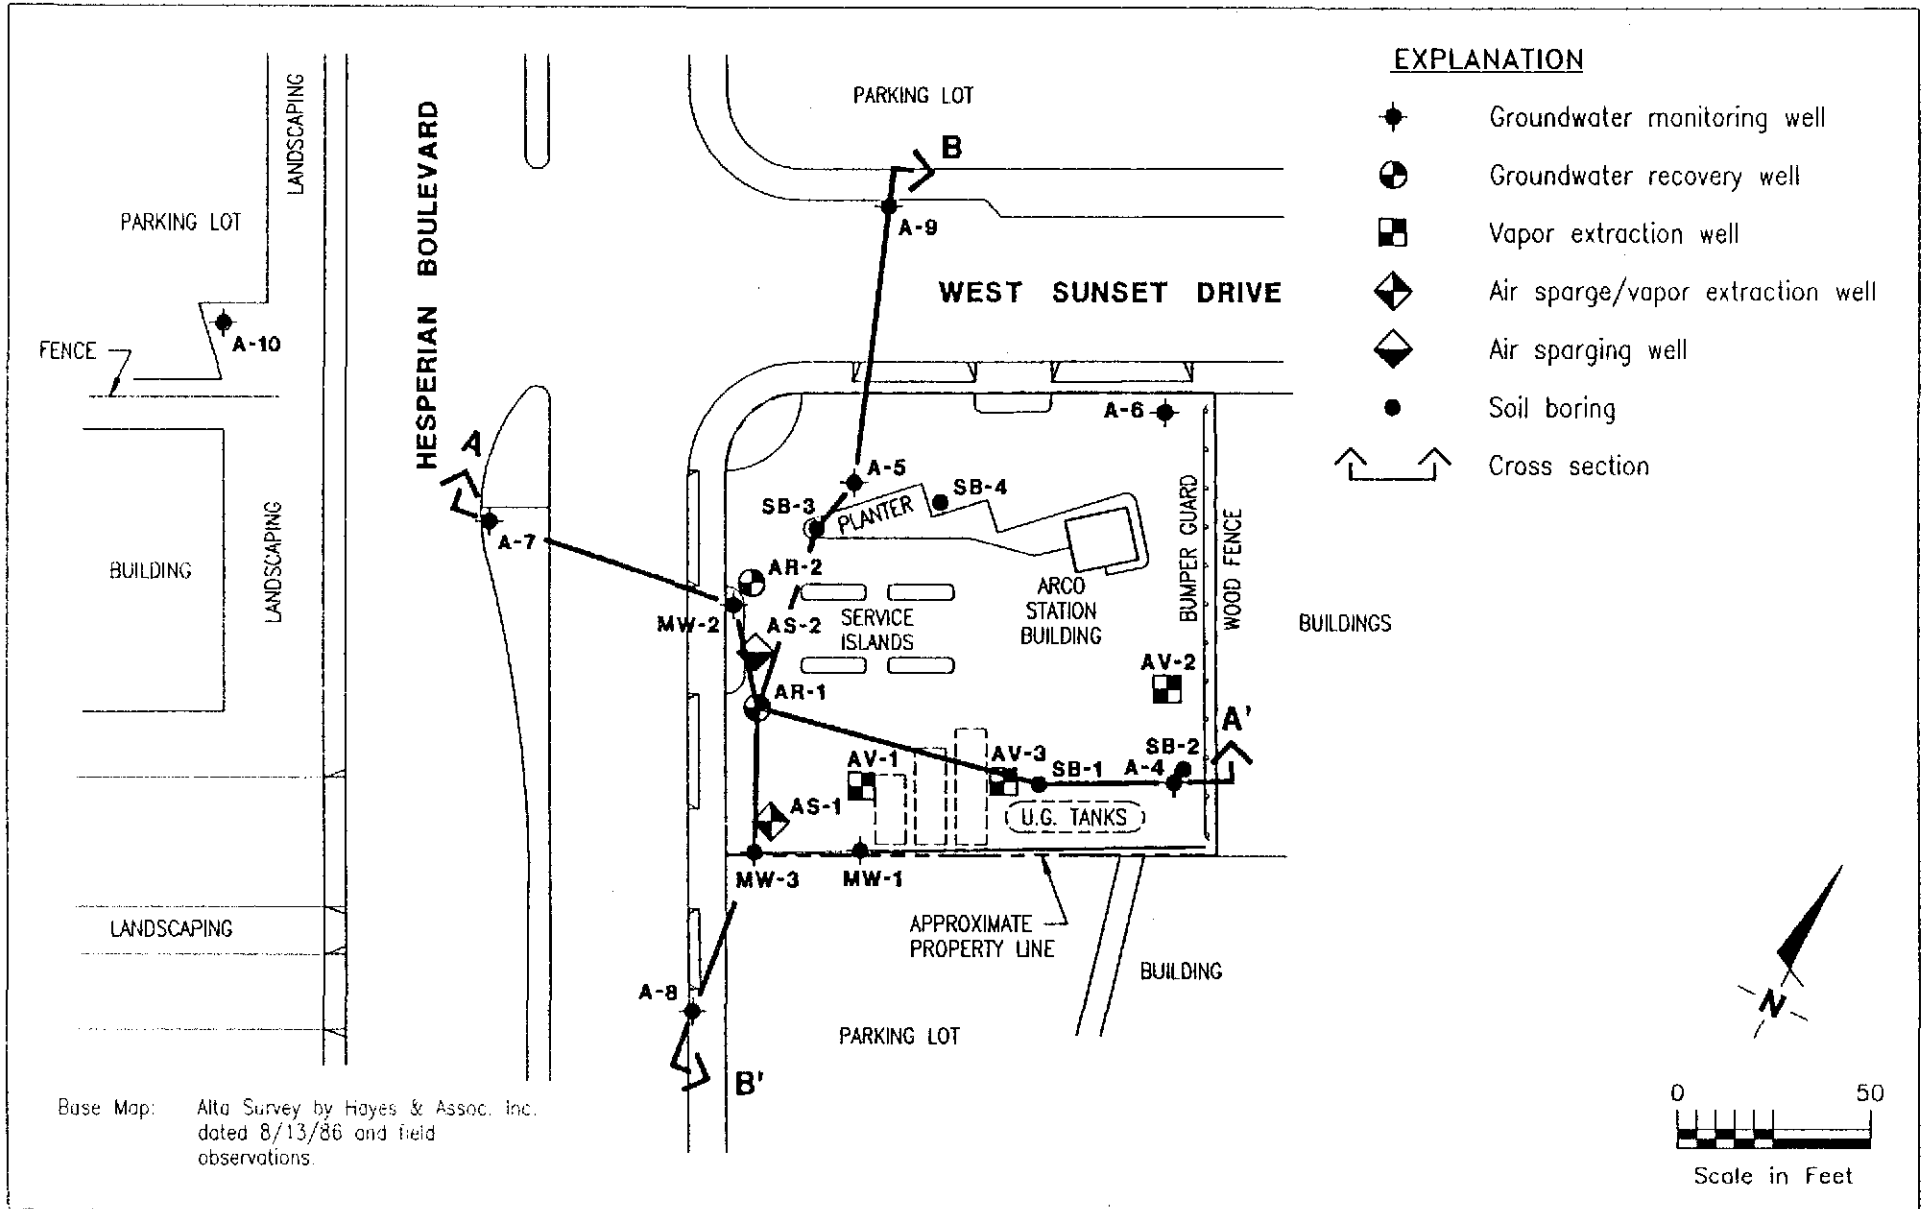 EXPLANATION
Groundwater monitoring well
Groundwater recovery well
Vapor extraction well
Air sparge/vapor extraction well
Air sparging well
Soil boring
Cross section
PARKING LOT
LANDSCAPING
HESPERIAN BOULEVARD
PARKING LOT
B
A-9
WEST SUNSET DRIVE
A-10
FENCE
A
A-7
BUILDING
LANDSCAPING
A-6
A-5
SB-3
PLANTER
SB-4
AR-2
MW-2
AS-2
SERVICE
ISLANDS
ARCO
STATION
BUILDING
BUMPER GUARD
WOOD FENCE
BUILDINGS
AV-2
AR-1
A'
AV-1
AV-3
SB-1
SB-2
A-4
AS-1
U.G. TANKS
MW-3
MW-1
APPROXIMATE
PROPERTY LINE
BUILDING
LANDSCAPING
A-8
PARKING LOT
B'
N
0 50
Scale in Feet
Base Map: Alta Survey by Hayes & Assoc. Inc.
dated 8/13/86 and field
observations.